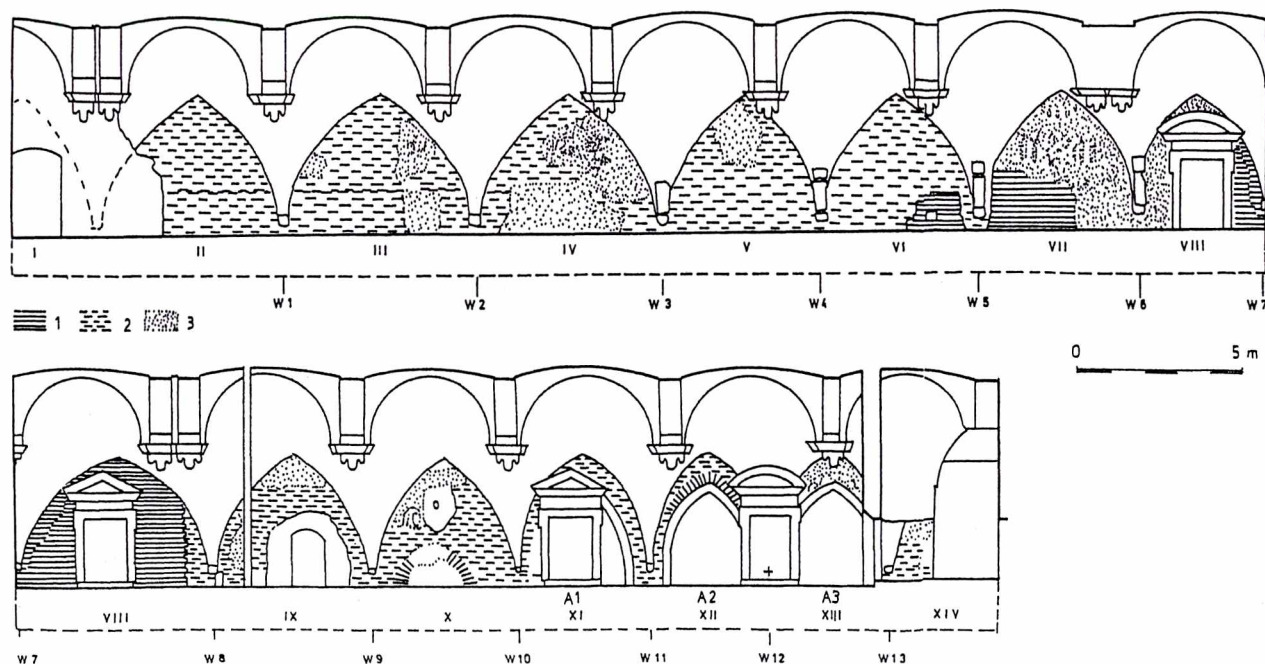 I II III IV V VI VII VIII
W1 W2 W3 W4 W5 W6 W7
1 2 3
0 5 m
A1 A2 A3
VIII IX X XI XII XIII XIV
W7 W8 W9 W10 W11 W12 W13